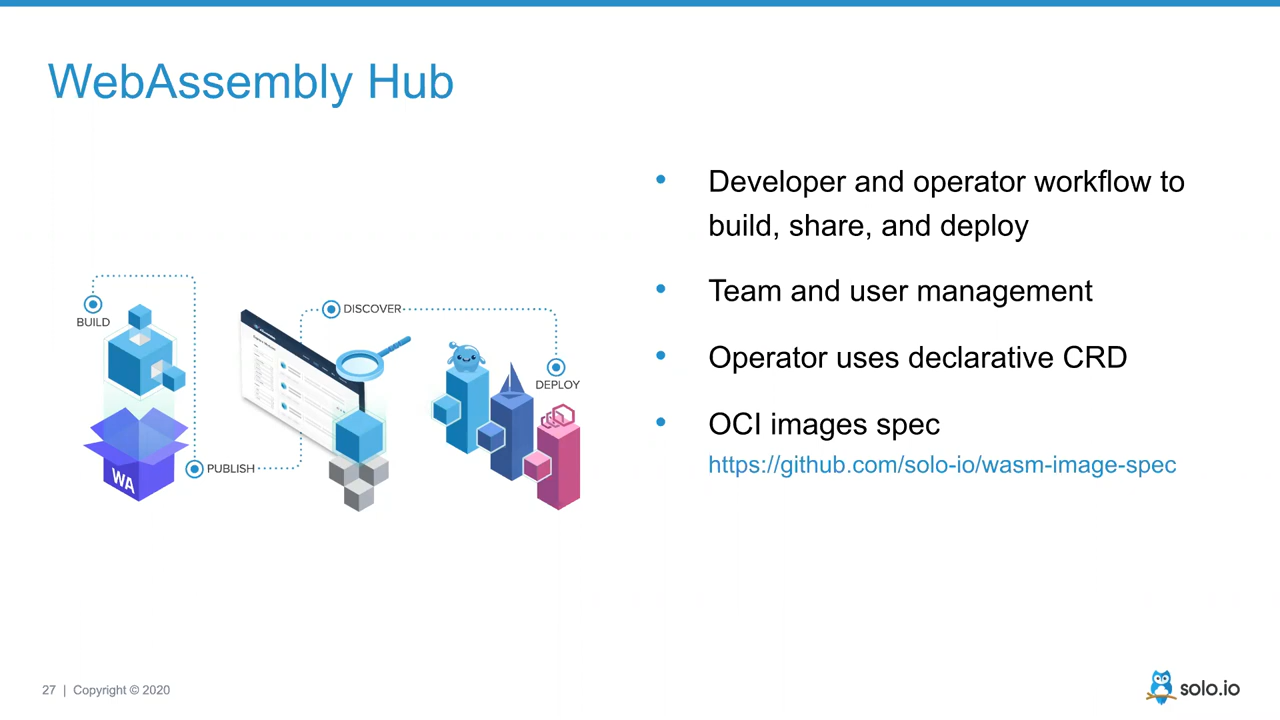 WebAssembly Hub
• Developer and operator workflow to
build, share, and deploy
• Team and user management
• Operator uses declarative CRD
• OCI images spec
https://github.com/solo-io/wasm-image-spec
BUILD
WA
PUBLISH
DISCOVER
DEPLOY
27 | Copyright © 2020
solo.io